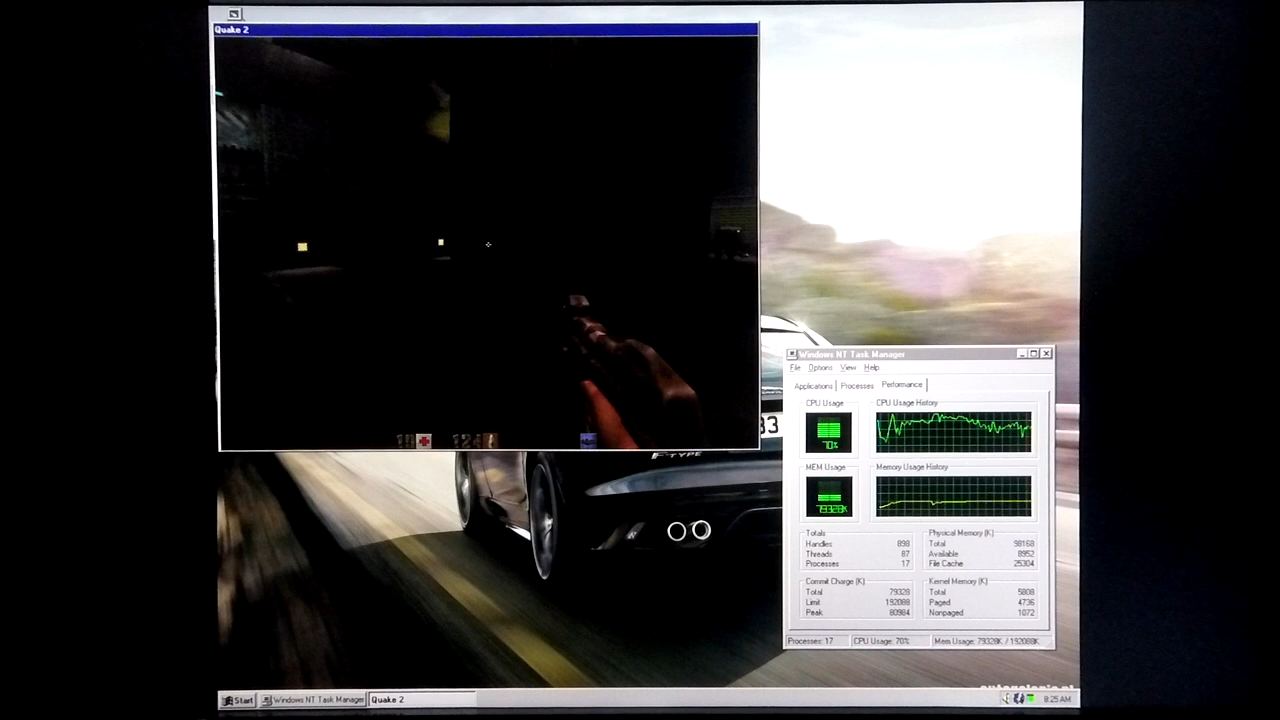 Quake 2
Windows NT Task Manager
File Options View Help
Applications Processes Performance
CPU Usage CPU Usage History
70%
MEM Usage Memory Usage History
79328K
Totals
Handles 898
Threads 87
Processes 17
Physical Memory (K)
Total 98168
Available 8952
File Cache 25304
Commit Charge (K)
Total 79328
Limit 192088
Peak 80984
Kernel Memory (K)
Total 5808
Paged 4736
Nonpaged 1072
Processes: 17 CPU Usage: 70% Mem Usage: 79328K / 192088K
F-TYPE
Start Windows NT Task Manager Quake 2 8:25 AM